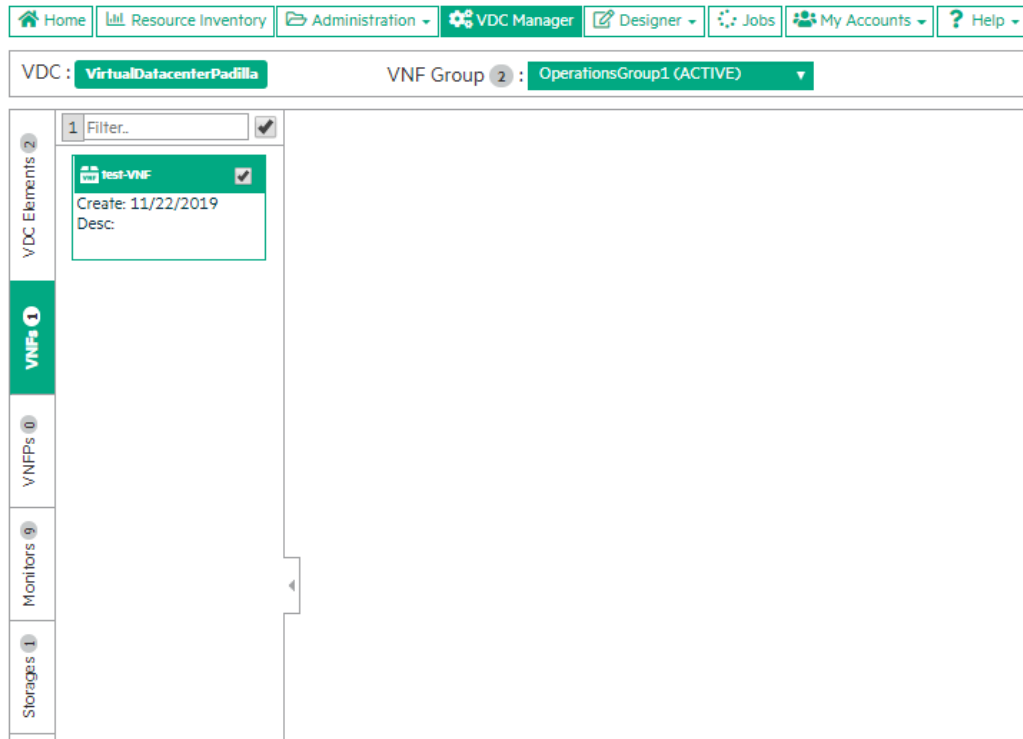 Home Resource Inventory Administration VDC Manager Designer Jobs My Accounts ? Help
VDC : VirtualDatacenterPadilla VNF Group 2 : OperationsGroup1 (ACTIVE)
1 Filter..
VNF test-VNF
Create: 11/22/2019
Desc:
VDC Elements 2
VNFs 1
VNFPs 0
Monitors 9
Storages 1